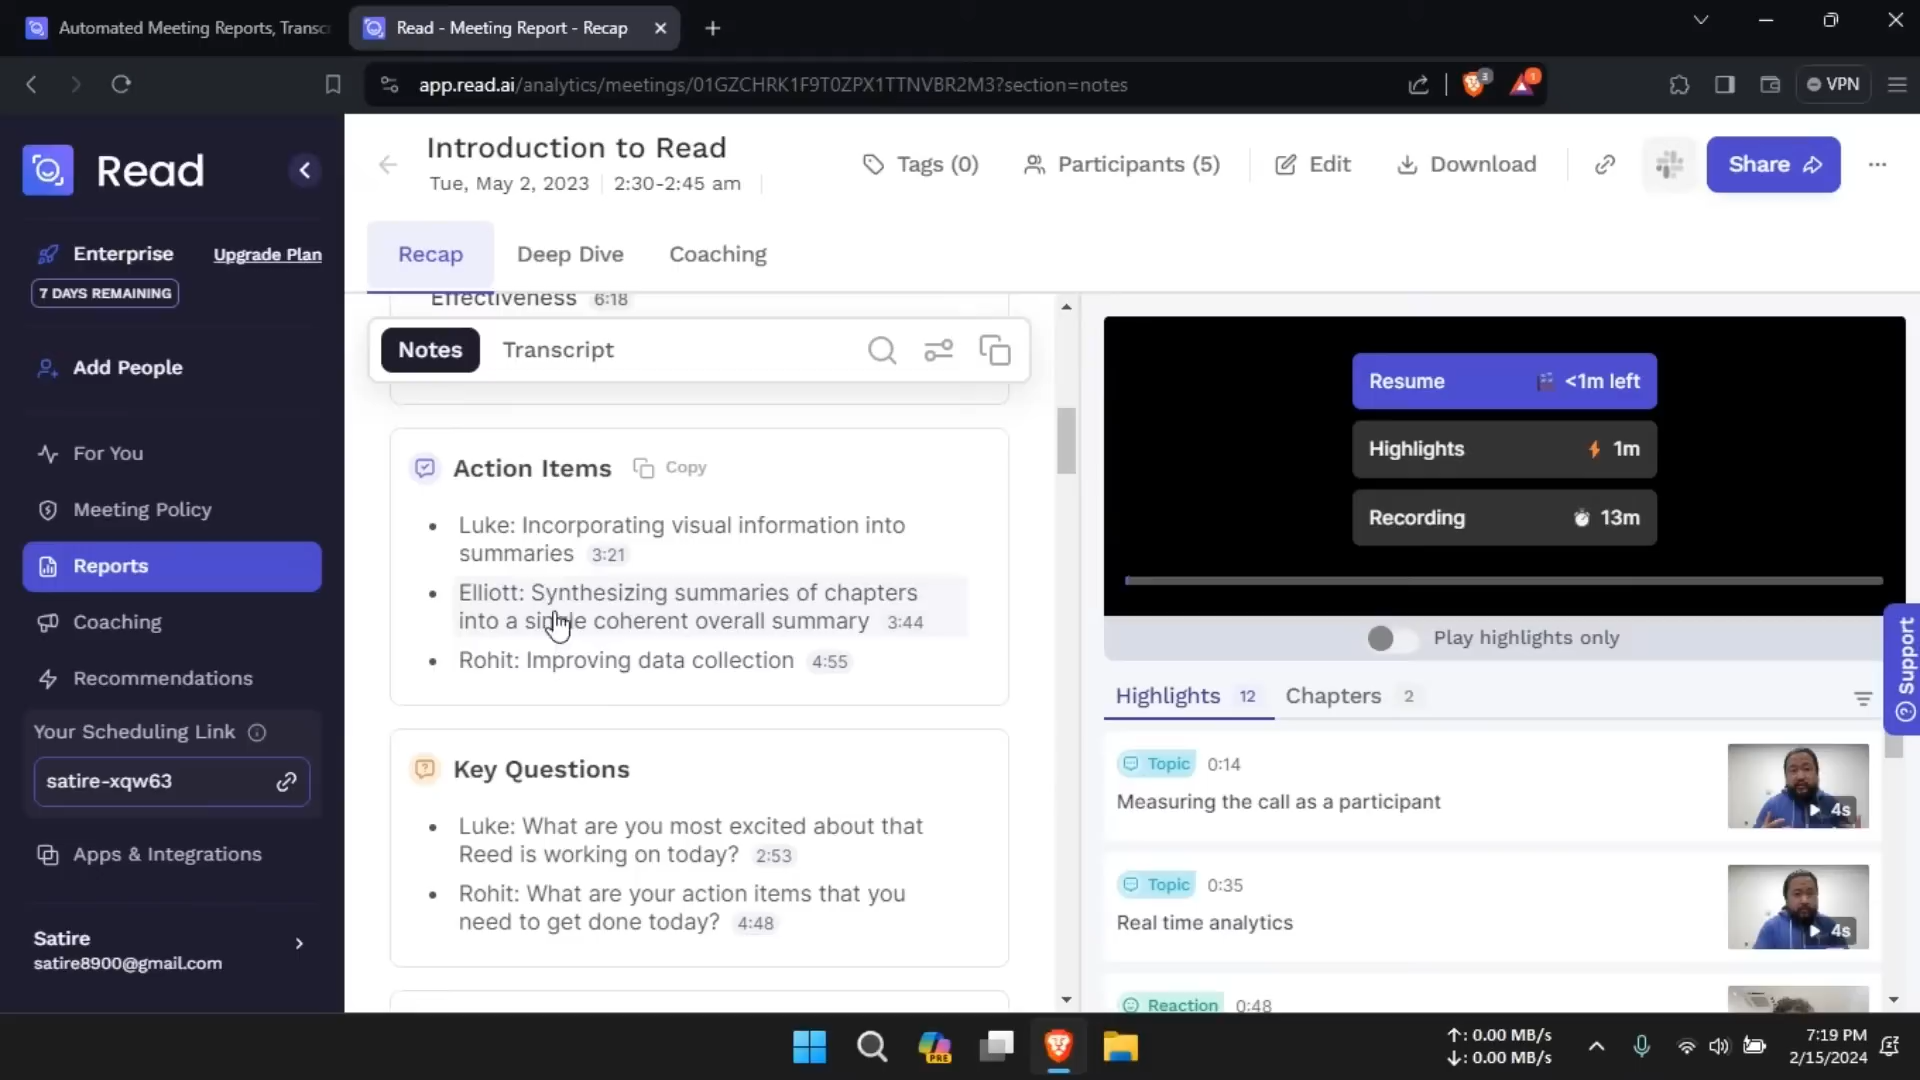 Automated Meeting Reports, Transc
Read - Meeting Report - Recap
app.read.ai/analytics/meetings/01GZCHRK1F9T0ZPX1TTNVBR2M3?section=notes
3
1
VPN
Read
Enterprise
Upgrade Plan
7 DAYS REMAINING
Add People
For You
Meeting Policy
Reports
Coaching
Recommendations
Your Scheduling Link
satire-xqw63
Apps & Integrations
Satire
satire8900@gmail.com
Introduction to Read
Tue, May 2, 2023 2:30-2:45 am
Tags (0)
Participants (5)
Edit
Download
Share
Recap
Deep Dive
Coaching
Effectiveness 6:18
Notes
Transcript
Action Items
Copy
• Luke: Incorporating visual information into
summaries 3:21
• Elliott: Synthesizing summaries of chapters
into a single coherent overall summary 3:44
• Rohit: Improving data collection 4:55
Key Questions
• Luke: What are you most excited about that
Reed is working on today? 2:53
• Rohit: What are your action items that you
need to get done today? 4:48
Resume <1m left
Highlights 1m
Recording 13m
Play highlights only
Support
Highlights 12
Chapters 2
Topic 0:14
Measuring the call as a participant
4s
Topic 0:35
Real time analytics
4s
Reaction 0:48
PRE
↑: 0.00 MB/s
↓: 0.00 MB/s
7:19 PM
2/15/2024